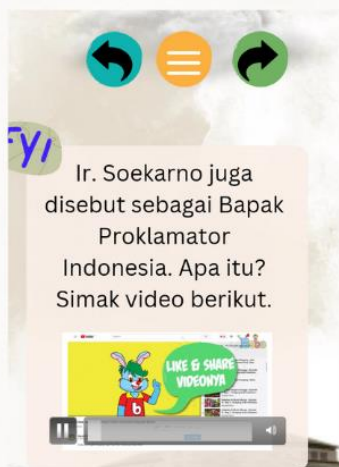 FYI
Ir. Soekarno juga
disebut sebagai Bapak
Proklamator
Indonesia. Apa itu?
Simak video berikut.
LIKE & SHARE
VIDEONYA
b